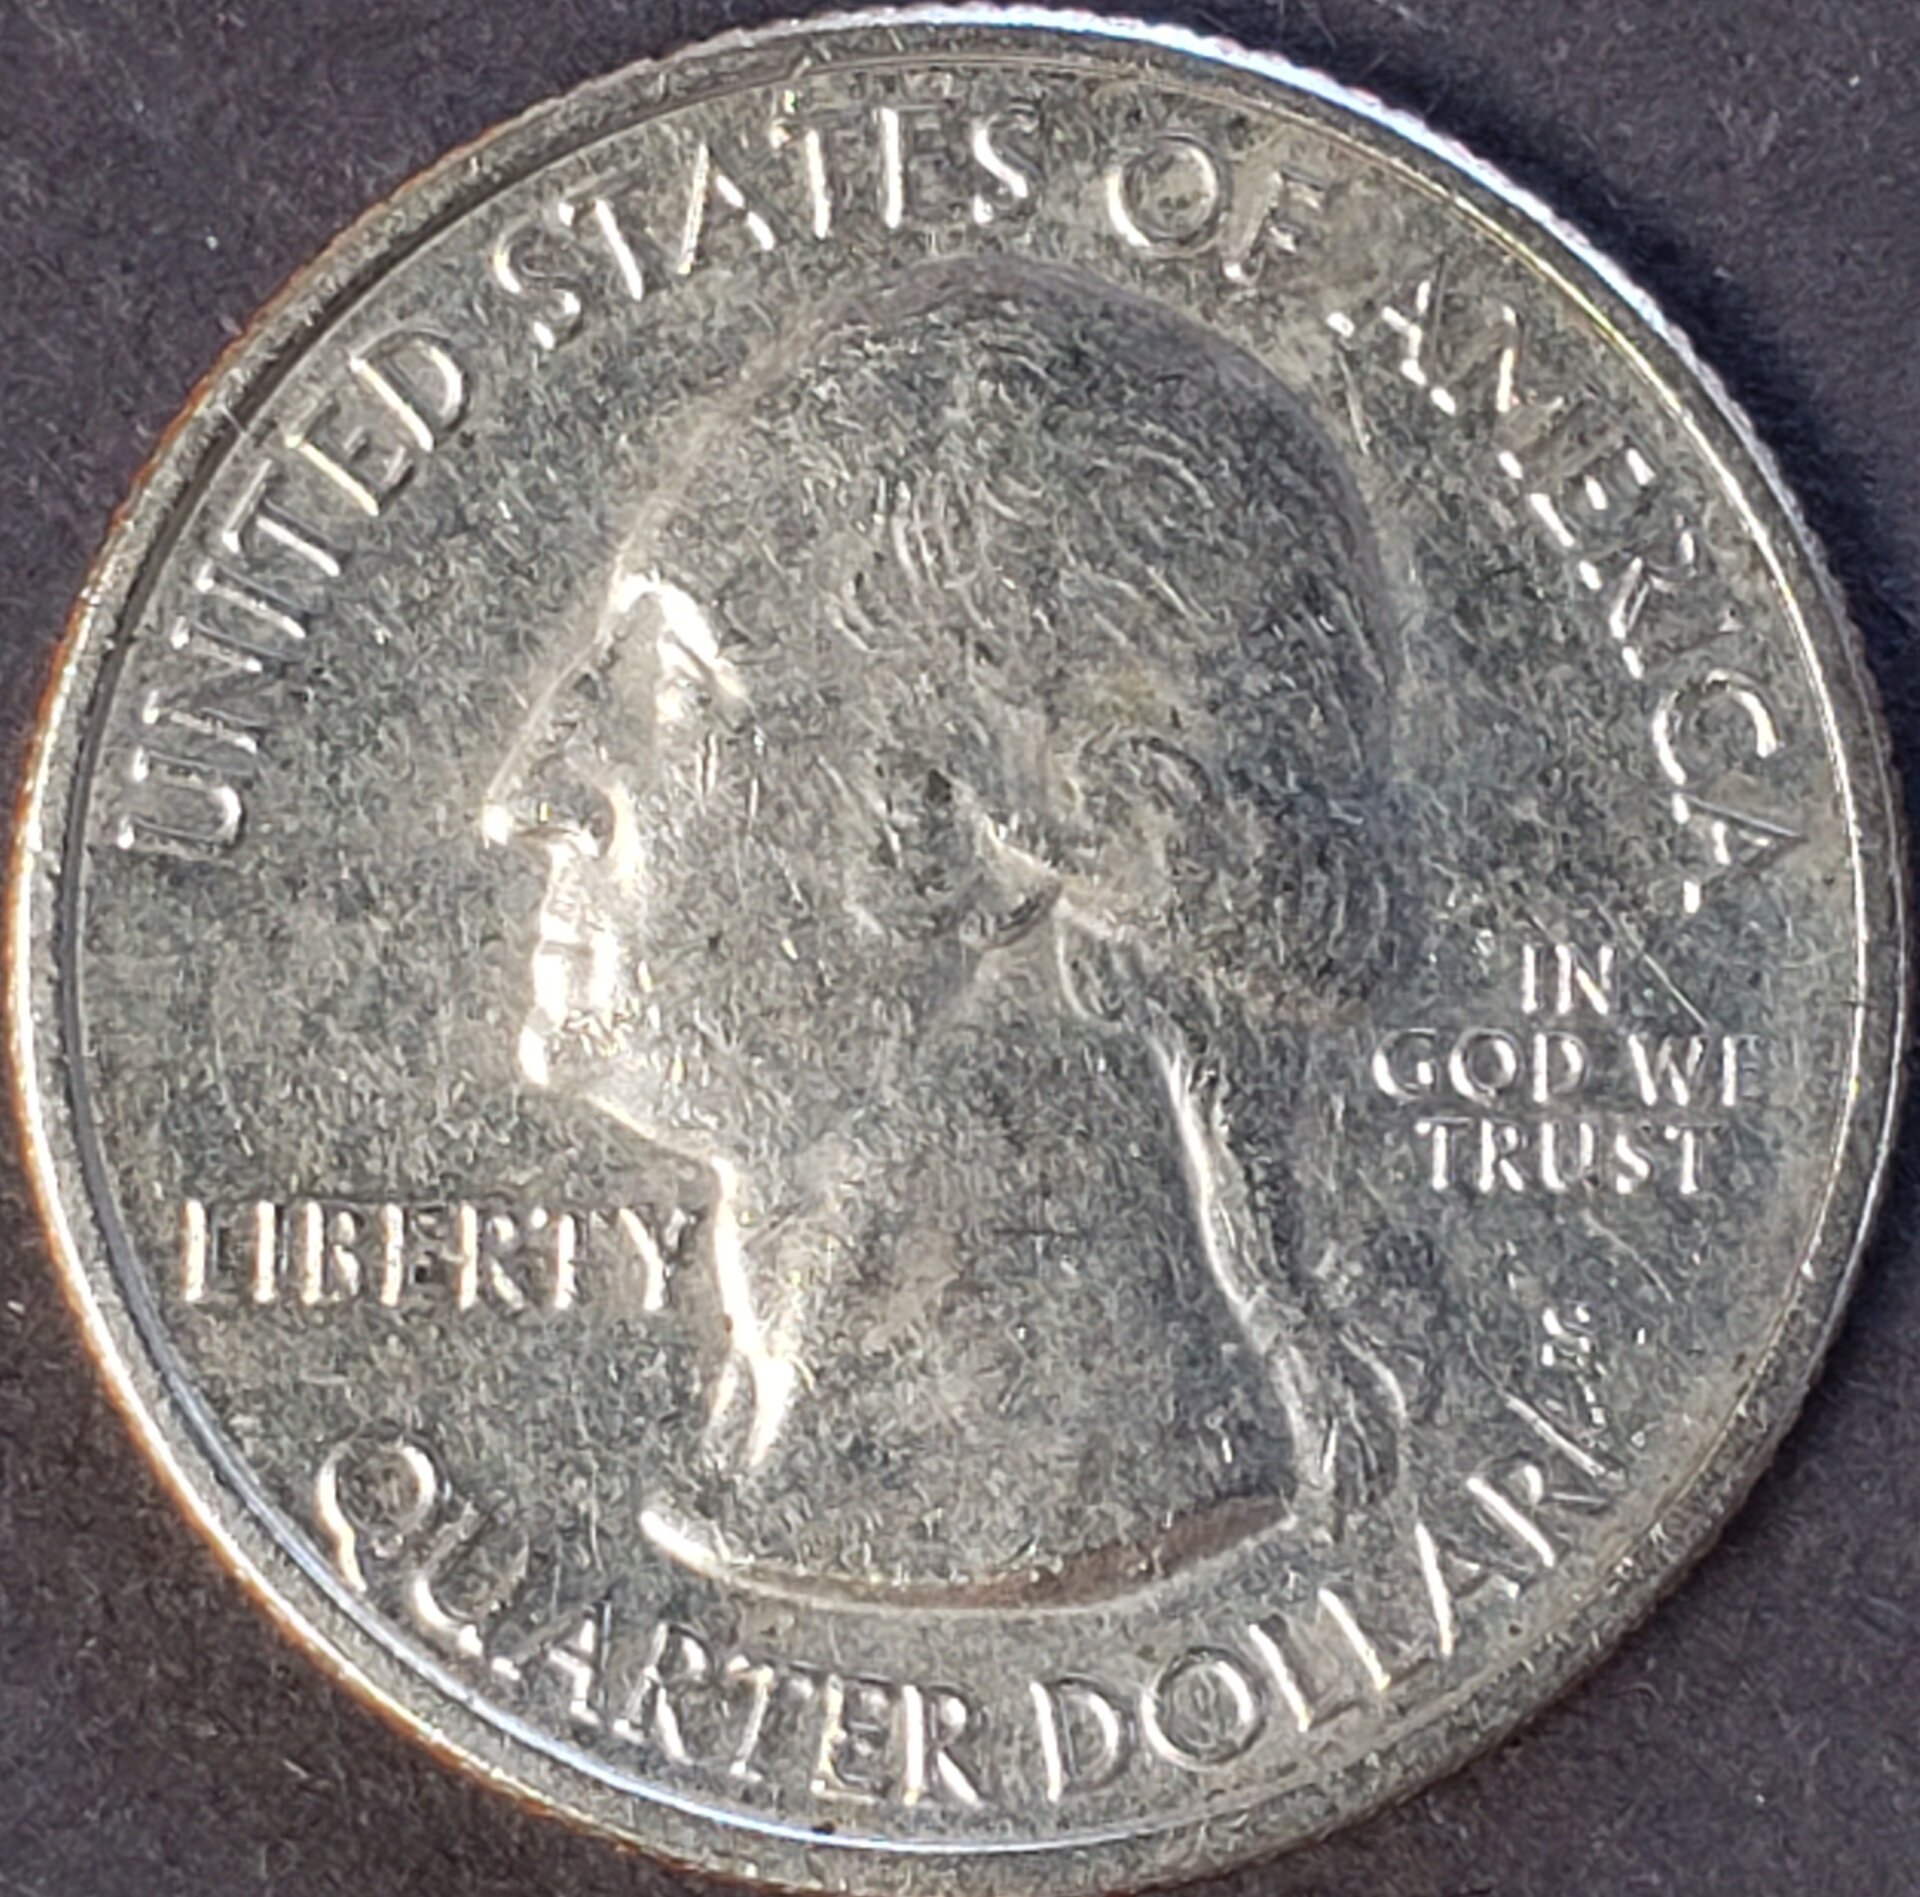 UNITED STATES OF AMERICA
IN
GOD WE
TRUST
LIBERTY
QUARTER DOLLAR